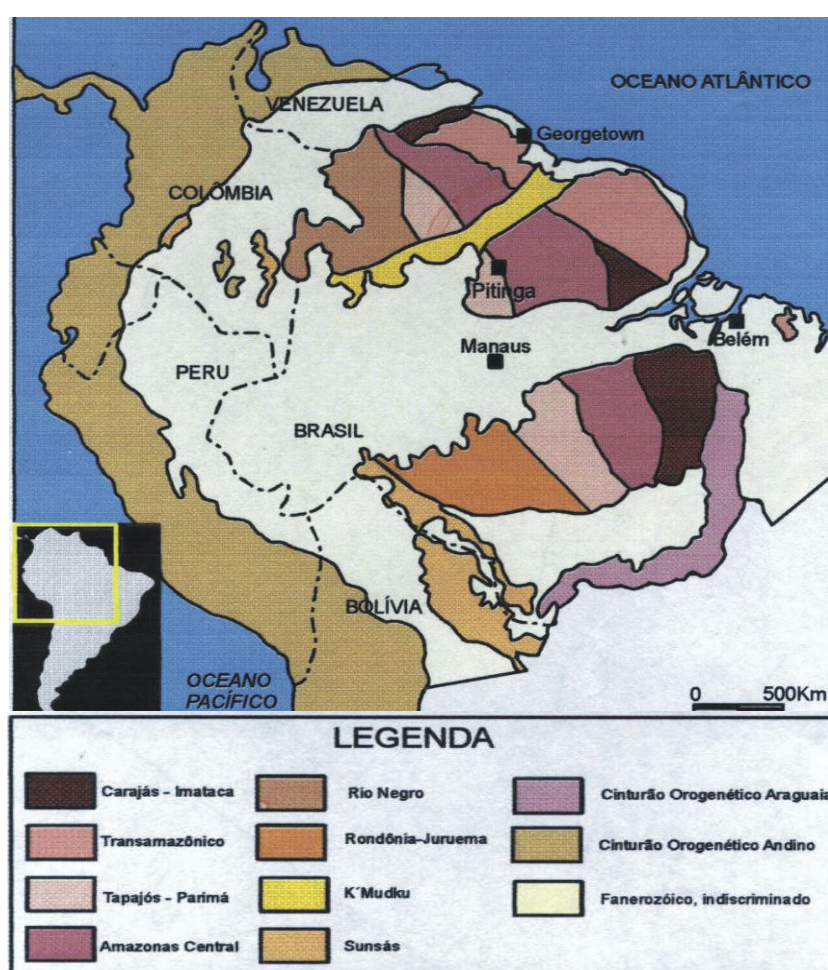 OCEANO ATLÂNTICO
VENEZUELA
Georgetown
COLÔMBIA
Pitinga
Belém
Manaus
PERU
BRASIL
BOLÍVIA
OCEANO
PACÍFICO
0 500Km
LEGENDA
Carajás - Imataca
Transamazônico
Tapajós - Parimá
Amazonas Central
Rio Negro
Rondônia-Juruema
K´Mudku
Sunsás
Cinturão Orogenético Araguaia
Cinturão Orogenético Andino
Fanerozóico, indiscriminado